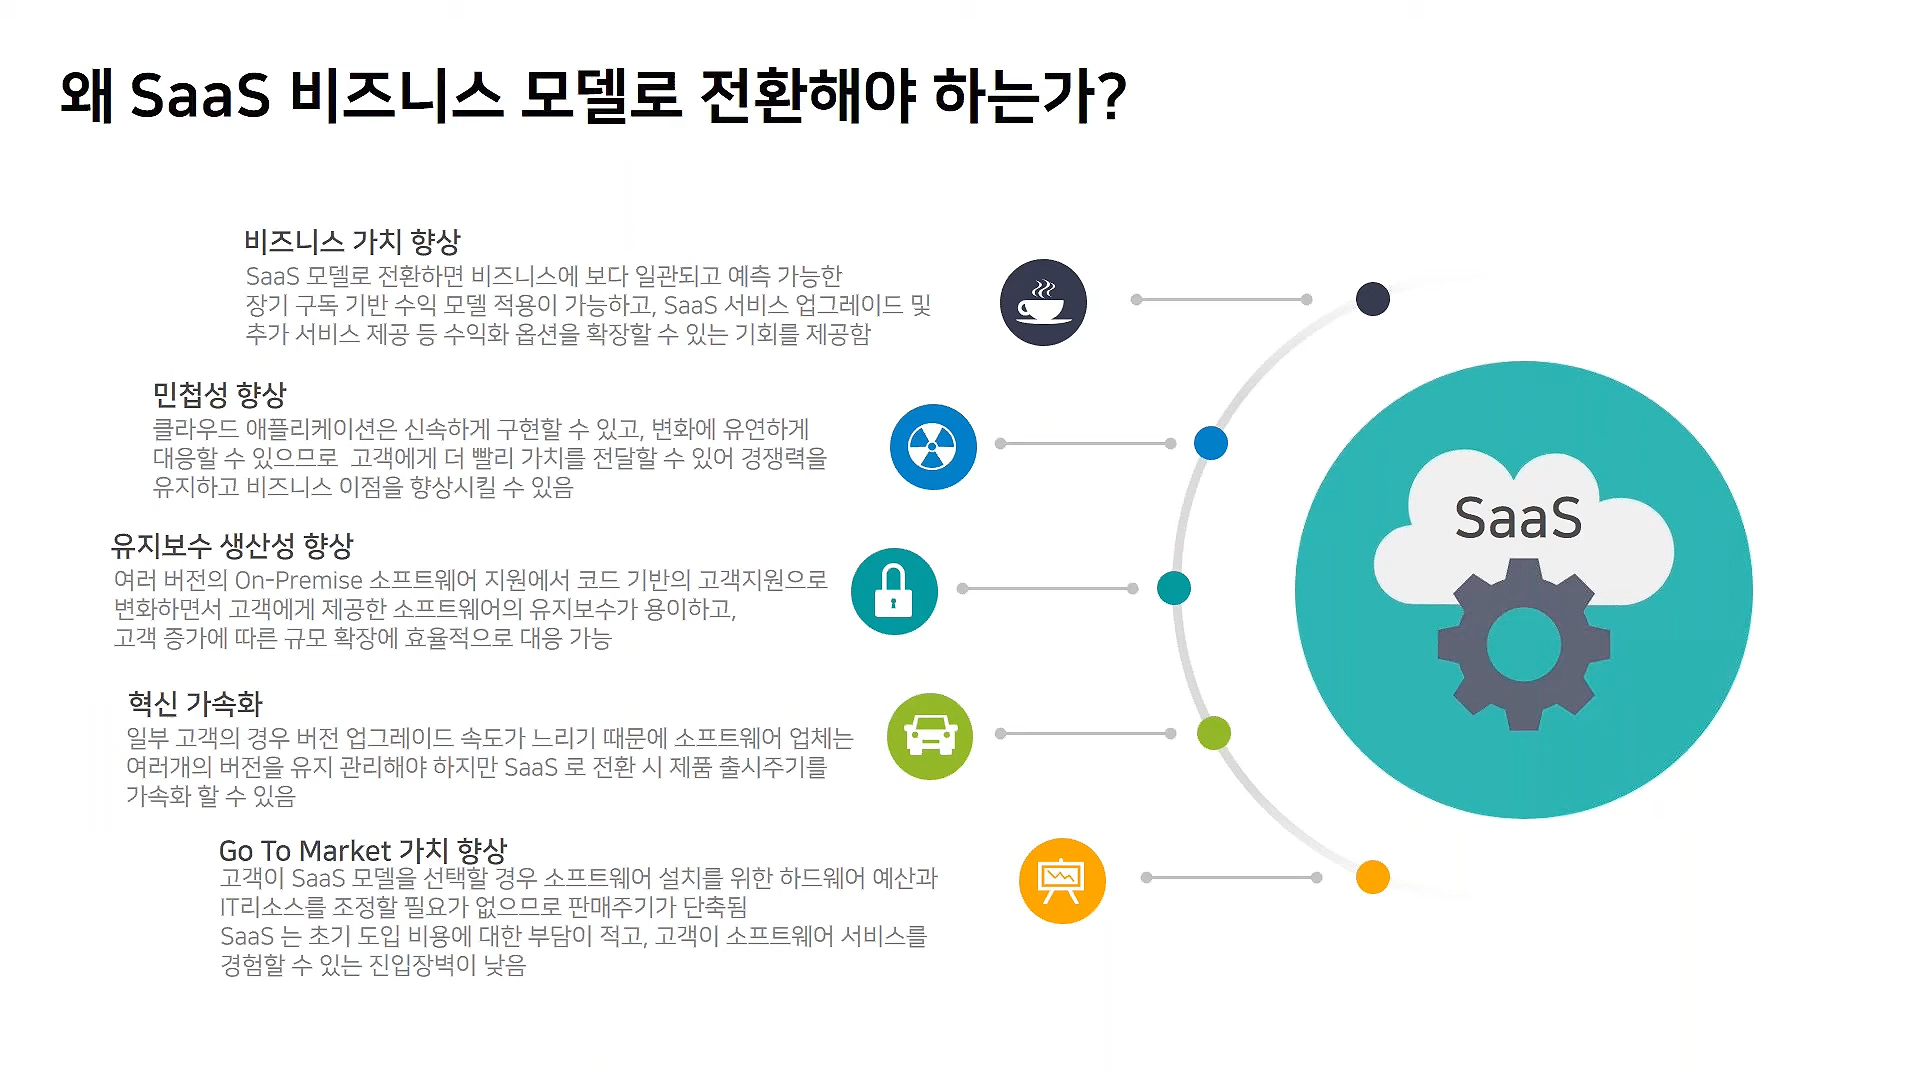 왜 SaaS 비즈니스 모델로 전환해야 하는가?
비즈니스 가치 향상
SaaS 모델로 전환하면 비즈니스에 보다 일관되고 예측 가능한
장기 구독 기반 수익 모델 적용이 가능하고, SaaS 서비스 업그레이드 및
추가 서비스 제공 등 수익화 옵션을 확장할 수 있는 기회를 제공함
민첩성 향상
클라우드 애플리케이션은 신속하게 구현할 수 있고, 변화에 유연하게
대응할 수 있으므로  고객에게 더 빨리 가치를 전달할 수 있어 경쟁력을
유지하고 비즈니스 이점을 향상시킬 수 있음
유지보수 생산성 향상
여러 버전의 On-Premise 소프트웨어 지원에서 코드 기반의 고객지원으로
변화하면서 고객에게 제공한 소프트웨어의 유지보수가 용이하고,
고객 증가에 따른 규모 확장에 효율적으로 대응 가능
혁신 가속화
일부 고객의 경우 버전 업그레이드 속도가 느리기 때문에 소프트웨어 업체는
여러개의 버전을 유지 관리해야 하지만 SaaS 로 전환 시 제품 출시주기를
가속화 할 수 있음
Go To Market 가치 향상
고객이 SaaS 모델을 선택할 경우 소프트웨어 설치를 위한 하드웨어 예산과
IT리소스를 조정할 필요가 없으므로 판매주기가 단축됨
SaaS 는 초기 도입 비용에 대한 부담이 적고, 고객이 소프트웨어 서비스를
경험할 수 있는 진입장벽이 낮음
SaaS